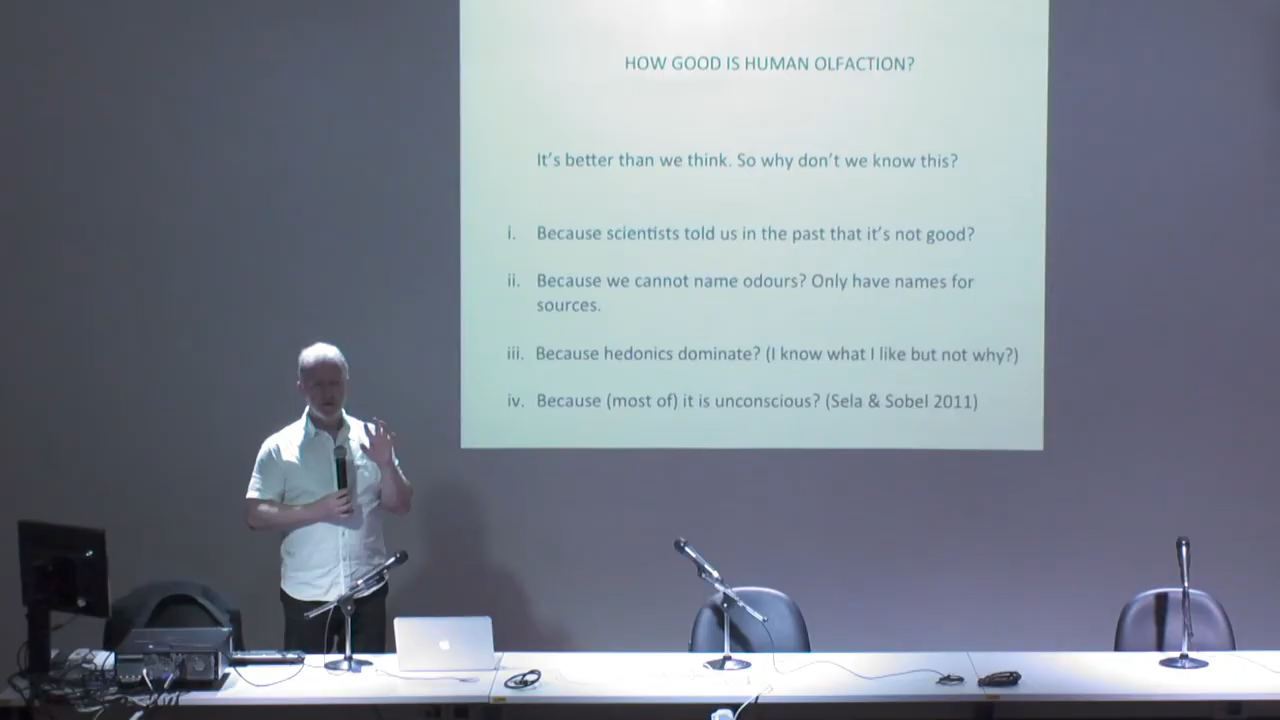 HOW GOOD IS HUMAN OLFACTION?
It’s better than we think. So why don’t we know this?
i. Because scientists told us in the past that it’s not good?
ii. Because we cannot name odours? Only have names for
sources.
iii. Because hedonics dominate? (I know what I like but not why?)
iv. Because (most of) it is unconscious? (Sela & Sobel 2011)